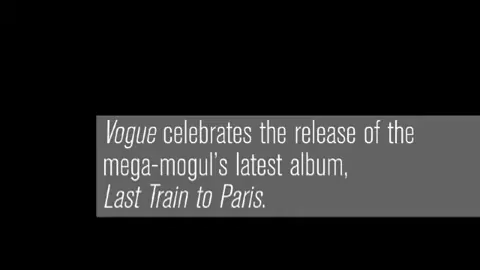 Vogue celebrates the release of the
mega-mogul's latest album,
Last Train to Paris.